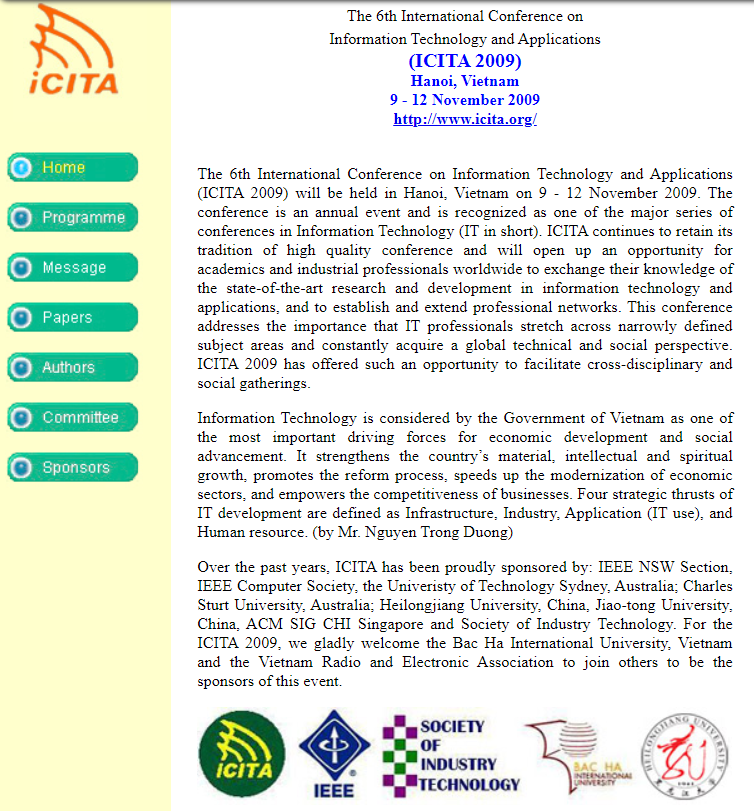 iCITA
Home
Programme
Message
Papers
Authors
Committee
Sponsors
The 6th International Conference on
Information Technology and Applications
(ICITA 2009)
Hanoi, Vietnam
9 - 12 November 2009
http://www.icita.org/
The 6th International Conference on Information Technology and Applications
(ICITA 2009) will be held in Hanoi, Vietnam on 9 - 12 November 2009. The
conference is an annual event and is recognized as one of the major series of
conferences in Information Technology (IT in short). ICITA continues to retain its
tradition of high quality conference and will open up an opportunity for
academics and industrial professionals worldwide to exchange their knowledge of
the state-of-the-art research and development in information technology and
applications, and to establish and extend professional networks. This conference
addresses the importance that IT professionals stretch across narrowly defined
subject areas and constantly acquire a global technical and social perspective.
ICITA 2009 has offered such an opportunity to facilitate cross-disciplinary and
social gatherings.
Information Technology is considered by the Government of Vietnam as one of
the most important driving forces for economic development and social
advancement. It strengthens the country's material, intellectual and spiritual
growth, promotes the reform process, speeds up the modernization of economic
sectors, and empowers the competitiveness of businesses. Four strategic thrusts of
IT development are defined as Infrastructure, Industry, Application (IT use), and
Human resource. (by Mr. Nguyen Trong Duong)
Over the past years, ICITA has been proudly sponsored by: IEEE NSW Section,
IEEE Computer Society, the Univeristy of Technology Sydney, Australia; Charles
Sturt University, Australia; Heilongjiang University, China, Jiao-tong University,
China, ACM SIG CHI Singapore and Society of Industry Technology. For the
ICITA 2009, we gladly welcome the Bac Ha International University, Vietnam
and the Vietnam Radio and Electronic Association to join others to be the
sponsors of this event.
iCITA
IEEE
SOCIETY
OF
INDUSTRY
TECHNOLOGY
BAC HA
INTERNATIONAL
UNIVERSITY
HEILONGJIANG UNIVERSITY